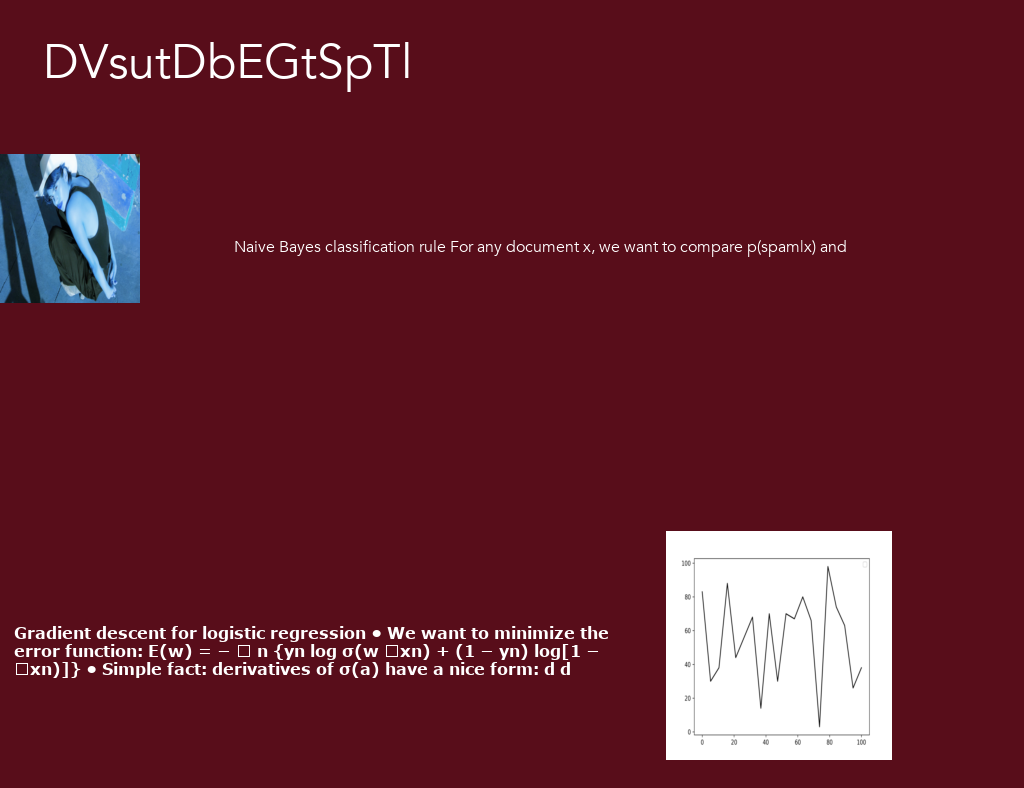 DVsutDbEGtSpTl
Naive Bayes classification rule For any document x, we want to compare p(spam|x) and
Gradient descent for logistic regression • We want to minimize the
error function: E(w) = − □ n {yn log σ(w □xn) + (1 − yn) log[1 −
□xn)]} • Simple fact: derivatives of σ(a) have a nice form: d d
100
80
60
40
20
0
0 20 40 60 80 100